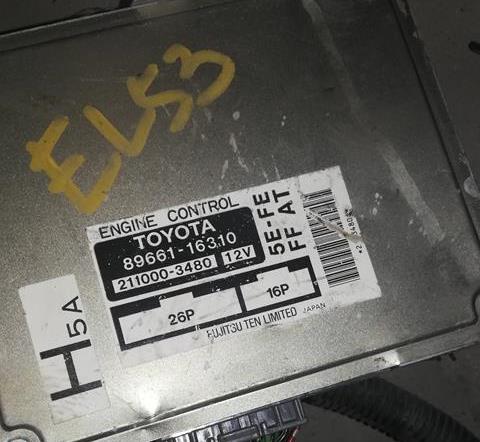 EL53
ENGINE CONTROL
TOYOTA
89661-16310
211000-3480 12V
5E-FE
FF AT
26P
16P
FUJITSU TEN LIMITED JAPAN
H 5A